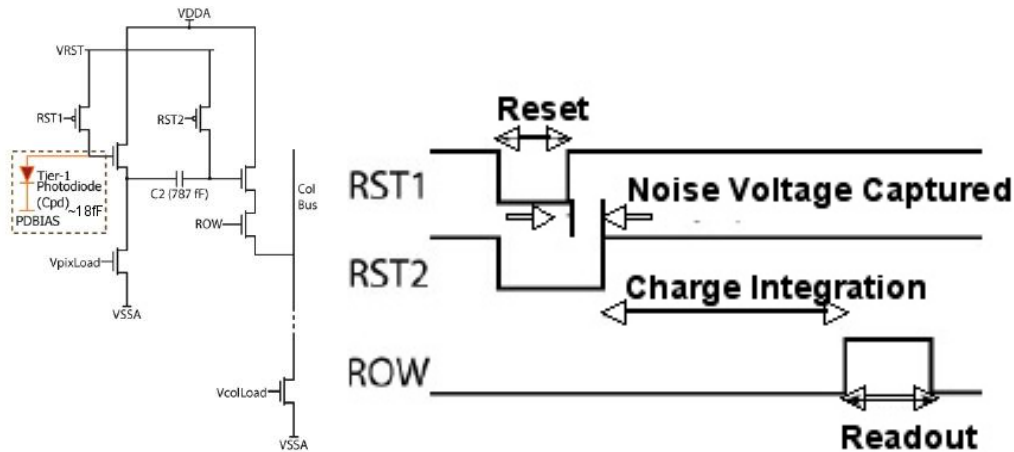 VDDA
VRST
RST1
RST2
Tier-1
Photodiode
(Cpd) ~18fF
PDBIAS
C2 (787 fF)
Col
Bus
ROW
VpixLoad
VSSA
VcolLoad
VSSA
Reset
RST1
Noise Voltage Captured
RST2
Charge Integration
ROW
Readout